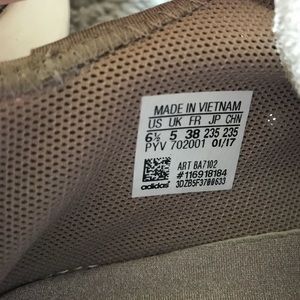 MADE IN VIETNAM
US UK FR JP CHN
6½ 5 38 235 235
PYV 702001 01/17
ART BA7102
#116918184
adidas 3DZB5F3700633